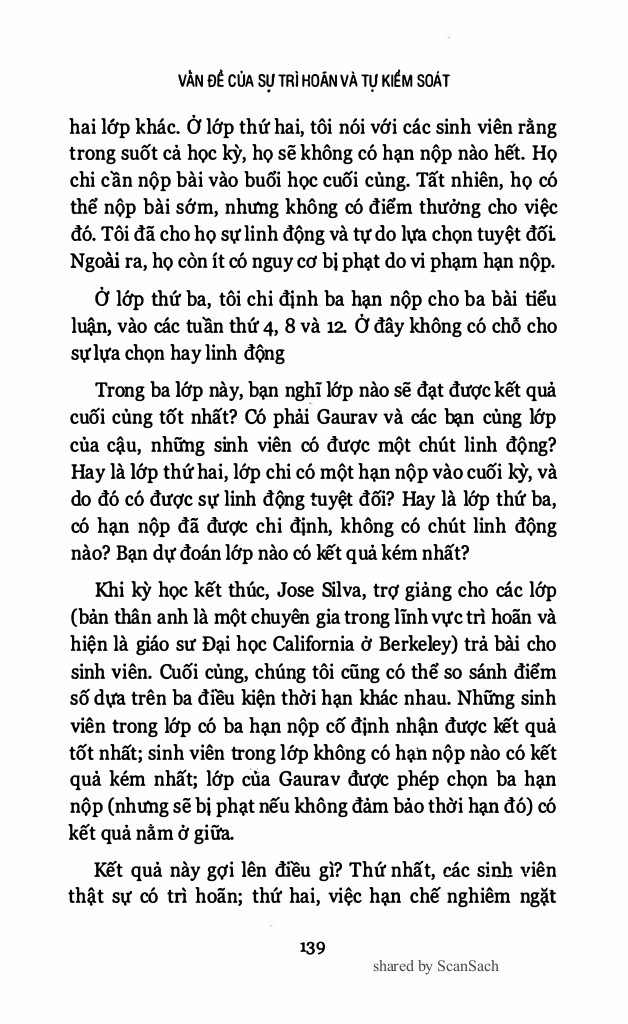 VẤN ĐỀ CỦA SỰ TRÌ HOÃN VÀ TỰ KIỂM SOÁT
hai lớp khác. Ở lớp thứ hai, tôi nói với các sinh viên rằng
trong suốt cả học kỳ, họ sẽ không có hạn nộp nào hết. Họ
chỉ cần nộp bài vào buổi học cuối cùng. Tất nhiên, họ có
thể nộp bài sớm, nhưng không có điểm thưởng cho việc
đó. Tôi đã cho họ sự linh động và tự do lựa chọn tuyệt đối.
Ngoài ra, họ còn ít có nguy cơ bị phạt do vi phạm hạn nộp.
Ở lớp thứ ba, tôi chỉ định ba hạn nộp cho ba bài tiểu
luận, vào các tuần thứ 4, 8 và 12. Ở đây không có chỗ cho
sự lựa chọn hay linh động
Trong ba lớp này, bạn nghĩ lớp nào sẽ đạt được kết quả
cuối cùng tốt nhất? Có phải Gaurav và các bạn cùng lớp
của cậu, những sinh viên có được một chút linh động?
Hay là lớp thứ hai, lớp chỉ có một hạn nộp vào cuối kỳ, và
do đó có được sự linh động tuyệt đối? Hay là lớp thứ ba,
có hạn nộp đã được chỉ định, không có chút linh động
nào? Bạn dự đoán lớp nào có kết quả kém nhất?
Khi kỳ học kết thúc, Jose Silva, trợ giảng cho các lớp
(bản thân anh là một chuyên gia trong lĩnh vực trì hoãn và
hiện là giáo sư Đại học California ở Berkeley) trả bài cho
sinh viên. Cuối cùng, chúng tôi cũng có thể so sánh điểm
số dựa trên ba điều kiện thời hạn khác nhau. Những sinh
viên trong lớp có ba hạn nộp cố định nhận được kết quả
tốt nhất; sinh viên trong lớp không có hạn nộp nào có kết
quả kém nhất; lớp của Gaurav được phép chọn ba hạn
nộp (nhưng sẽ bị phạt nếu không đảm bảo thời hạn đó) có
kết quả nằm ở giữa.
Kết quả này gợi lên điều gì? Thứ nhất, các sinh viên
thật sự có trì hoãn; thứ hai, việc hạn chế nghiêm ngặt
139
shared by ScanSach